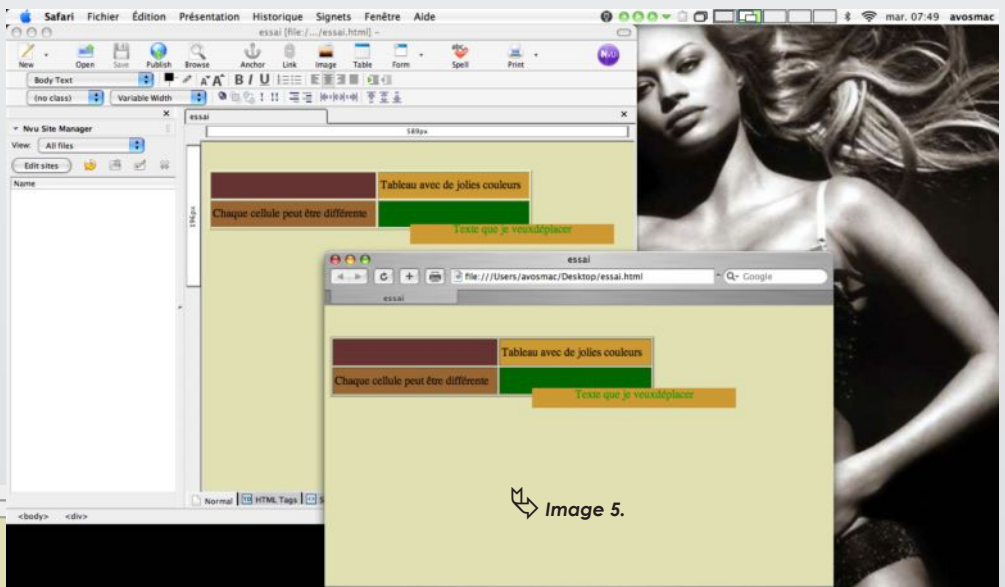 Safari Fichier Édition Présentation Historique Signets Fenêtre Aide mar. 07:49 avosmac
essai [file:/.../essai.html] -
New Open Save Publish Browse Anchor Link Image Table Form Spell Print Nvu
Body Text B I U
(no class) Variable Width
essai
Nvu Site Manager
589px
View: All files
Edit sites
Name
196px
Tableau avec de jolies couleurs
Chaque cellule peut être différente
Texte que je veuxdéplacer
essai
file:///Users/avosmac/Desktop/essai.html Google
essai
Tableau avec de jolies couleurs
Chaque cellule peut être différente
Texte que je veuxdéplacer
Normal HTML Tags
<body> <div>
Image 5.